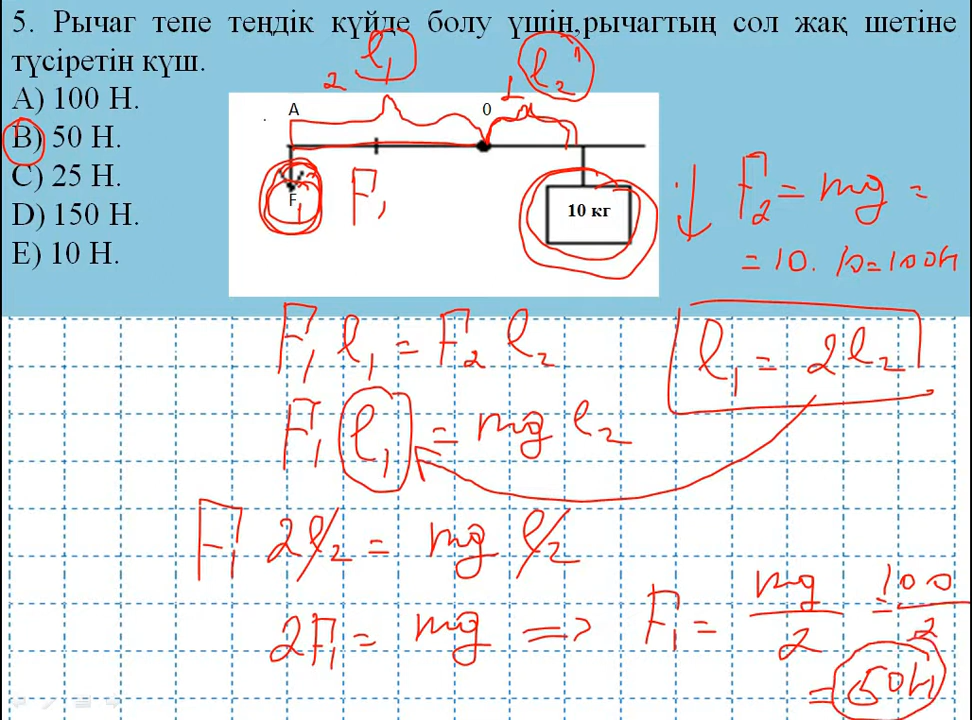 5. Рычаг тепе теңдік күйде болу үшін,рычагтың сол жақ шетіне
түсіретін күш.
A) 100 Н.
B) 50 Н.
C) 25 Н.
D) 150 Н.
E) 10 Н.
2 l₁ 1 l₂
A O
F₁ F₁ 10 кг F₂ = mg =
= 10. 10=100Н
F₁ l₁ = F₂ l₂ l₁ = 2l₂
F₁ l₁ = mg l₂
F₁ 2l₂ = mg l₂
2F₁ = mg => F₁ = mg/2 = 100/2
= 50Н